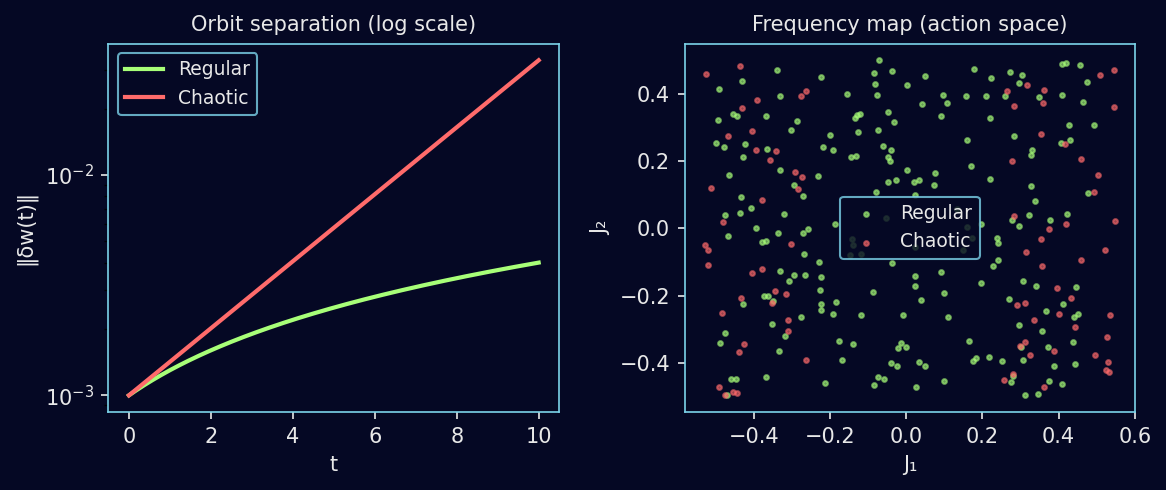 Orbit separation (log scale)
Regular
Chaotic
‖δw(t)‖
10⁻²
10⁻³
0 2 4 6 8 10
t
Frequency map (action space)
Regular
Chaotic
J₂
0.4
0.2
0.0
−0.2
−0.4
−0.4 −0.2 0.0 0.2 0.4 0.6
J₁